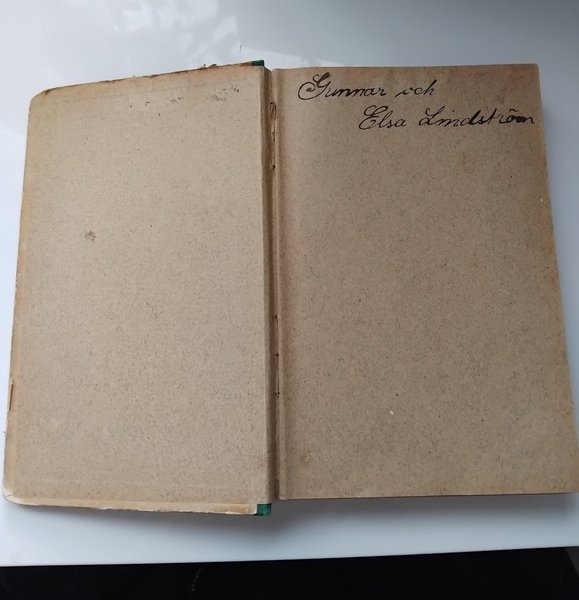 Gunnar och
Elsa Lindström